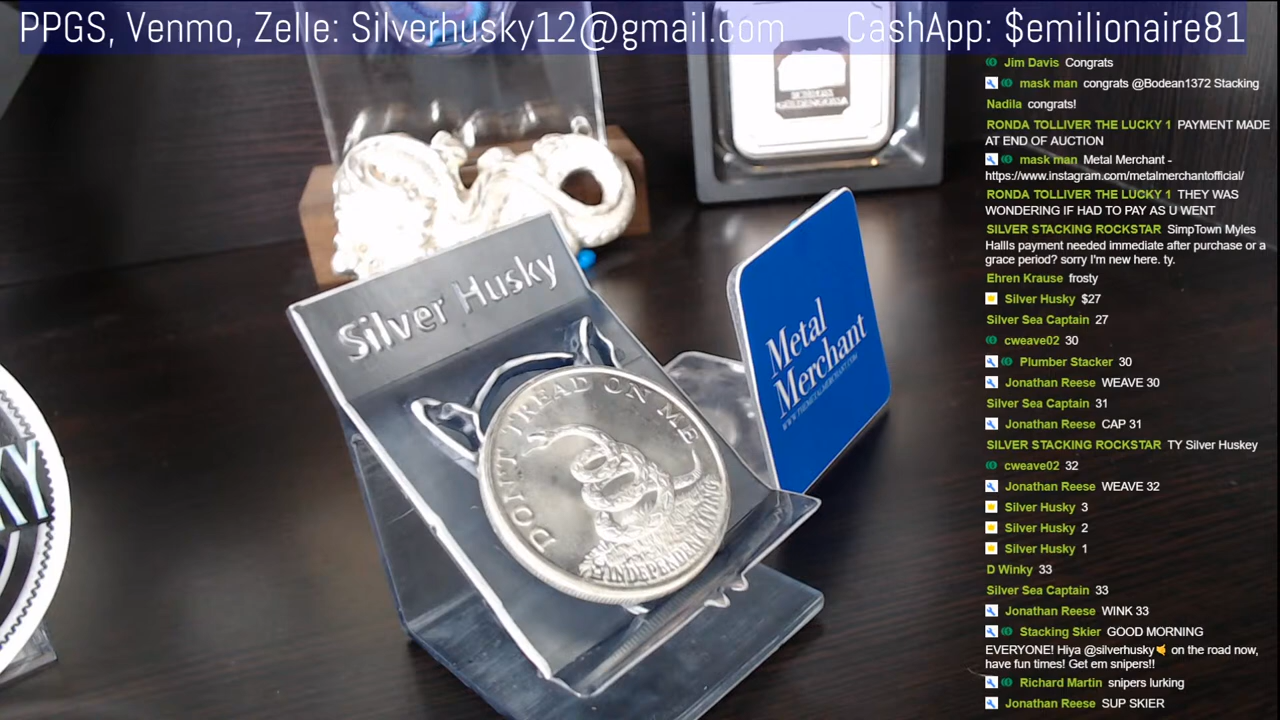 PPGS, Venmo, Zelle: Silverhusky12@gmail.com CashApp: $emilionaire81
Jim Davis Congrats
mask man congrats @Bodean1372 Stacking
Nadila congrats!
RONDA TOLLIVER THE LUCKY 1 PAYMENT MADE
AT END OF AUCTION
mask man Metal Merchant -
https://www.instagram.com/metalmerchantofficial/
RONDA TOLLIVER THE LUCKY 1 THEY WAS
WONDERING IF HAD TO PAY AS U WENT
SILVER STACKING ROCKSTAR SimpTown Myles
Hallls payment needed immediate after purchase or a
grace period? sorry I'm new here. ty.
Ehren Krause frosty
Silver Husky $27
Silver Sea Captain 27
cweave02 30
Plumber Stacker 30
Jonathan Reese WEAVE 30
Silver Sea Captain 31
Jonathan Reese CAP 31
SILVER STACKING ROCKSTAR TY Silver Huskey
cweave02 32
Jonathan Reese WEAVE 32
Silver Husky 3
Silver Husky 2
Silver Husky 1
D Winky 33
Silver Sea Captain 33
Jonathan Reese WINK 33
Stacking Skier GOOD MORNING
EVERYONE! Hiya @silverhusky🤙 on the road now,
have fun times! Get em snipers!!
Richard Martin snipers lurking
Jonathan Reese SUP SKIER
Silver Husky
DON'T TREAD ON ME
INDEPENDENT LIVING
Metal
Merchant
WWW.THEMETALMERCHANT.COM
KY